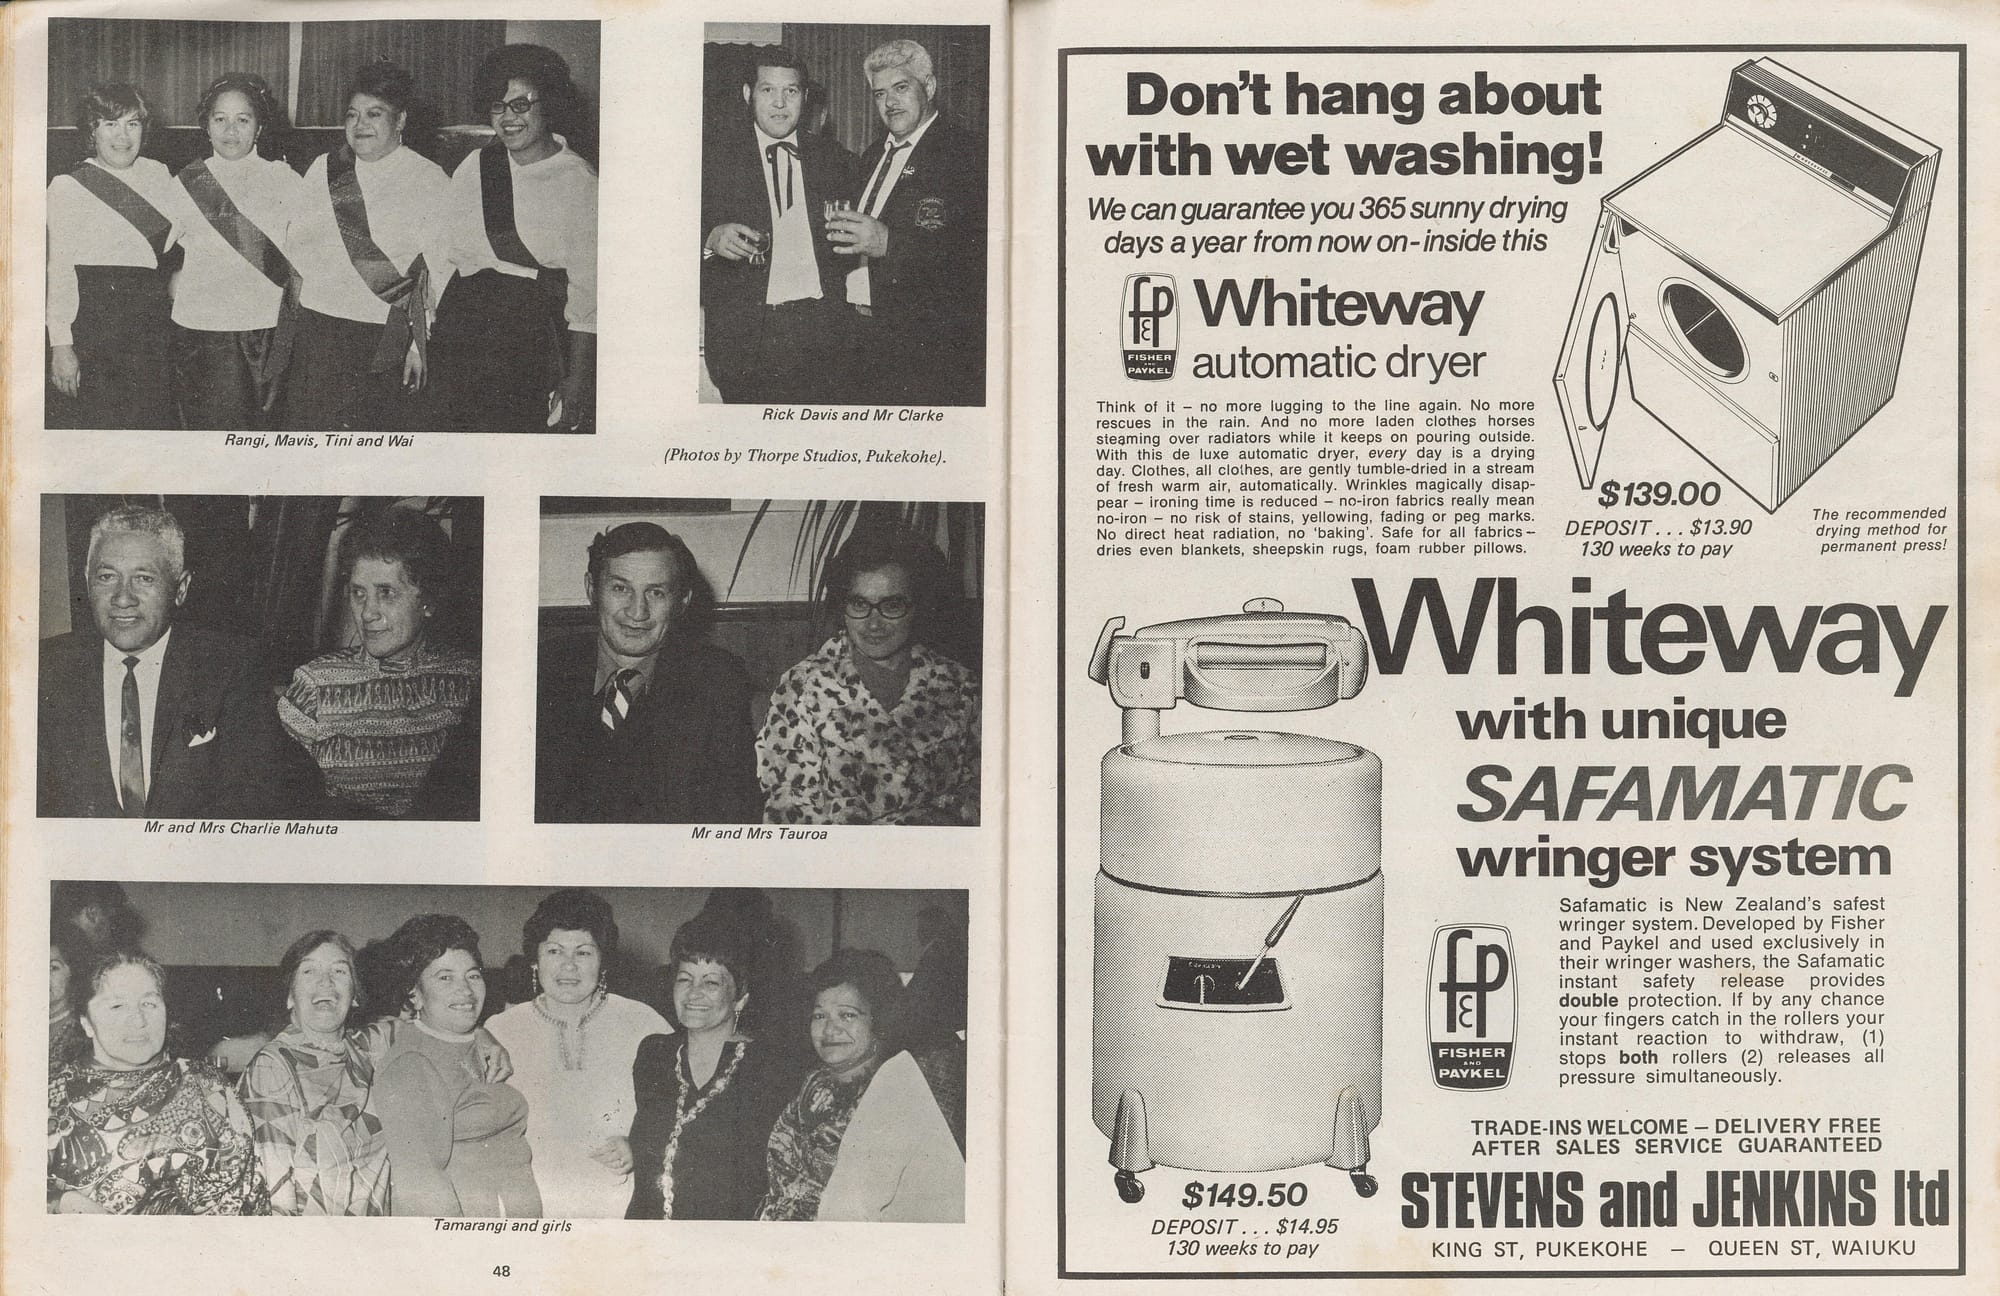 Rangi, Mavis, Tini and Wai
Rick Davis and Mr Clarke
(Photos by Thorpe Studios, Pukekohe).
Mr and Mrs Charlie Mahuta
Mr and Mrs Tauroa
Tamarangi and girls
48
Don't hang about
with wet washing!
We can guarantee you 365 sunny drying
days a year from now on-inside this
F&P
FISHER
AND
PAYKEL
Whiteway
automatic dryer
Think of it – no more lugging to the line again. No more
rescues in the rain. And no more laden clothes horses
steaming over radiators while it keeps on pouring outside.
With this de luxe automatic dryer, every day is a drying
day. Clothes, all clothes, are gently tumble-dried in a stream
of fresh warm air, automatically. Wrinkles magically disap-
pear – ironing time is reduced – no-iron fabrics really mean
no-iron – no risk of stains, yellowing, fading or peg marks.
No direct heat radiation, no 'baking'. Safe for all fabrics –
dries even blankets, sheepskin rugs, foam rubber pillows.
$139.00
DEPOSIT . . . $13.90
130 weeks to pay
The recommended
drying method for
permanent press!
Whiteway
with unique
SAFAMATIC
wringer system
F&P
FISHER
AND
PAYKEL
Safamatic is New Zealand's safest
wringer system. Developed by Fisher
and Paykel and used exclusively in
their wringer washers, the Safamatic
instant safety release provides
double protection. If by any chance
your fingers catch in the rollers your
instant reaction to withdraw, (1)
stops both rollers (2) releases all
pressure simultaneously.
$149.50
DEPOSIT . . . $14.95
130 weeks to pay
TRADE-INS WELCOME – DELIVERY FREE
AFTER SALES SERVICE GUARANTEED
STEVENS and JENKINS ltd
KING ST, PUKEKOHE – QUEEN ST, WAIUKU